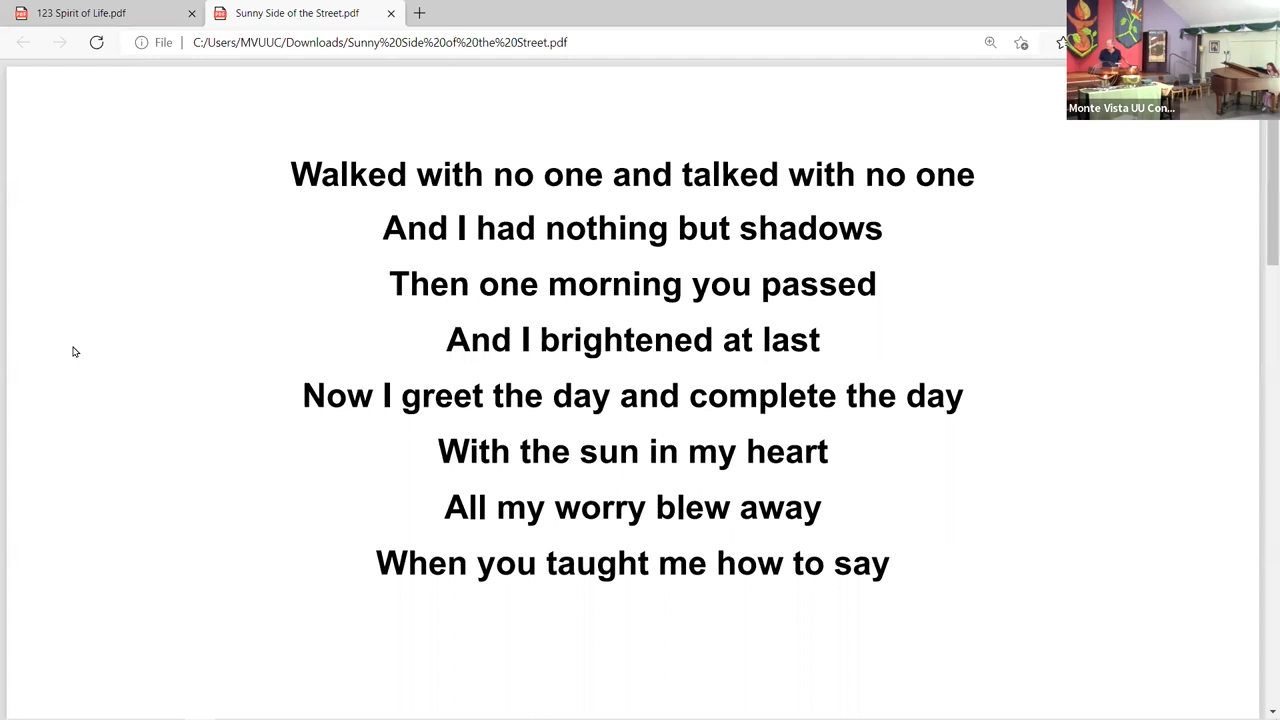 123 Spirit of Life.pdf
Sunny Side of the Street.pdf
File
C:/Users/MVUUC/Downloads/Sunny%20Side%20of%20the%20Street.pdf
Monte Vista UU Con...
Walked with no one and talked with no one
And I had nothing but shadows
Then one morning you passed
And I brightened at last
Now I greet the day and complete the day
With the sun in my heart
All my worry blew away
When you taught me how to say